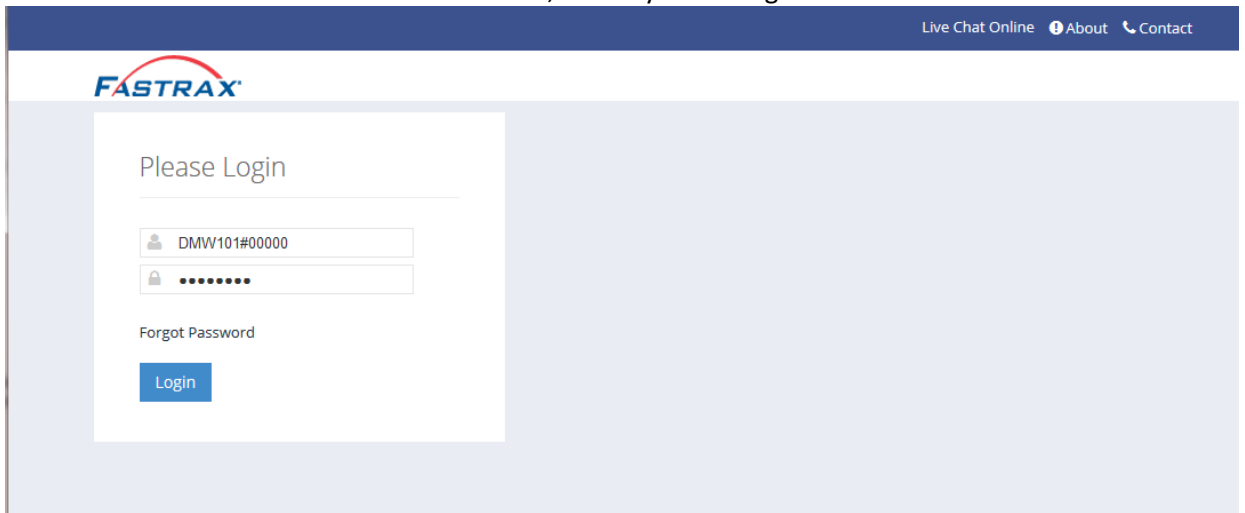 Live Chat Online About Contact
FASTRAX
Please Login
DMW101#00000
••••••••
Forgot Password
Login